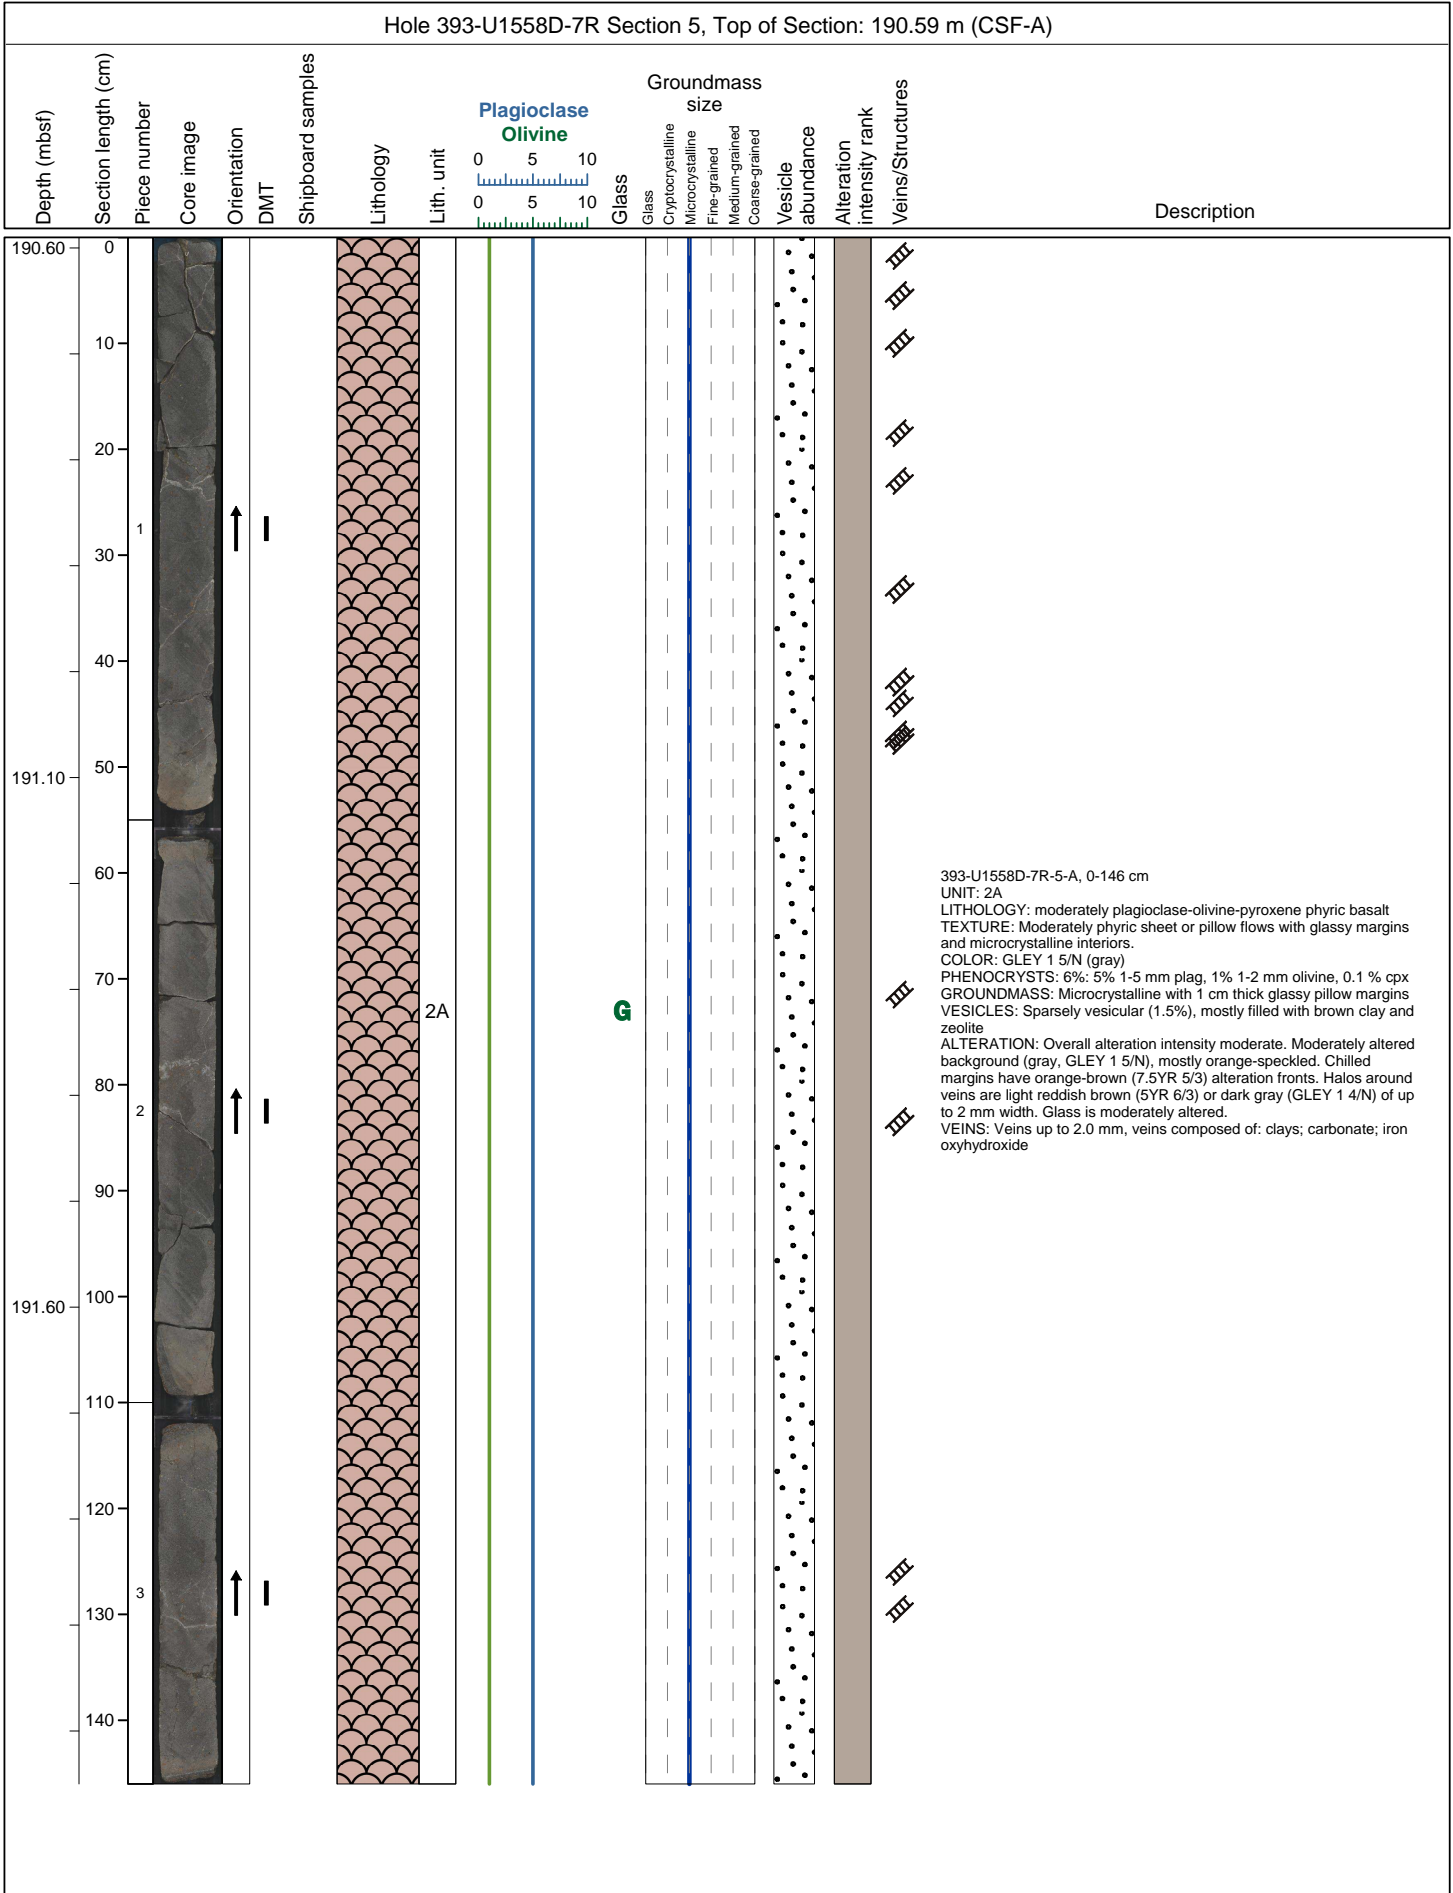 Hole 393-U1558D-7R Section 5, Top of Section: 190.59 m (CSF-A)
Depth (mbsf)
Section length (cm)
Piece number
Core image
Orientation
DMT
Shipboard samples
Lithology
Lith. unit
Plagioclase
Olivine
0 5 10
0 5 10
Glass
Groundmass
size
Glass
Cryptocrystalline
Microcrystalline
Fine-grained
Medium-grained
Coarse-grained
Vesicle
abundance
Alteration
intensity rank
Veins/Structures
Description
190.60
191.10
191.60
0
10
20
30
40
50
60
70
80
90
100
110
120
130
140
1
2
3
2A
G
393-U1558D-7R-5-A, 0-146 cm
UNIT: 2A
LITHOLOGY: moderately plagioclase-olivine-pyroxene phyric basalt
TEXTURE: Moderately phyric sheet or pillow flows with glassy margins
and microcrystalline interiors.
COLOR: GLEY 1 5/N (gray)
PHENOCRYSTS: 6%: 5% 1-5 mm plag, 1% 1-2 mm olivine, 0.1 % cpx
GROUNDMASS: Microcrystalline with 1 cm thick glassy pillow margins
VESICLES: Sparsely vesicular (1.5%), mostly filled with brown clay and
zeolite
ALTERATION: Overall alteration intensity moderate. Moderately altered
background (gray, GLEY 1 5/N), mostly orange-speckled. Chilled
margins have orange-brown (7.5YR 5/3) alteration fronts. Halos around
veins are light reddish brown (5YR 6/3) or dark gray (GLEY 1 4/N) of up
to 2 mm width. Glass is moderately altered.
VEINS: Veins up to 2.0 mm, veins composed of: clays; carbonate; iron
oxyhydroxide